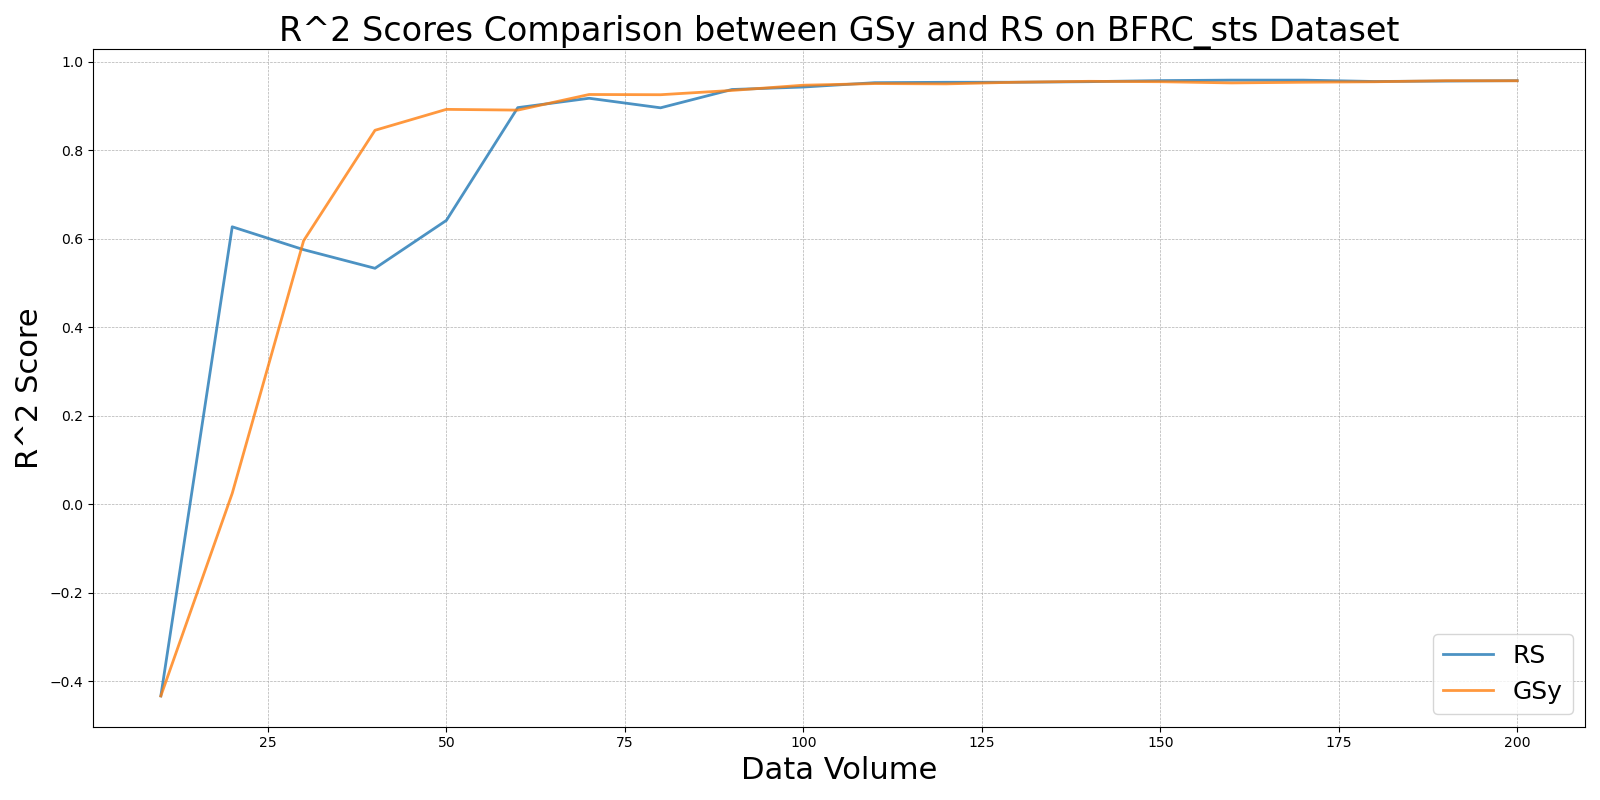 R^2 Scores Comparison between GSy and RS on BFRC_sts Dataset
R^2 Score
1.0
0.8
0.6
0.4
0.2
0.0
−0.2
−0.4
RS
GSy
25 50 75 100 125 150 175 200
Data Volume